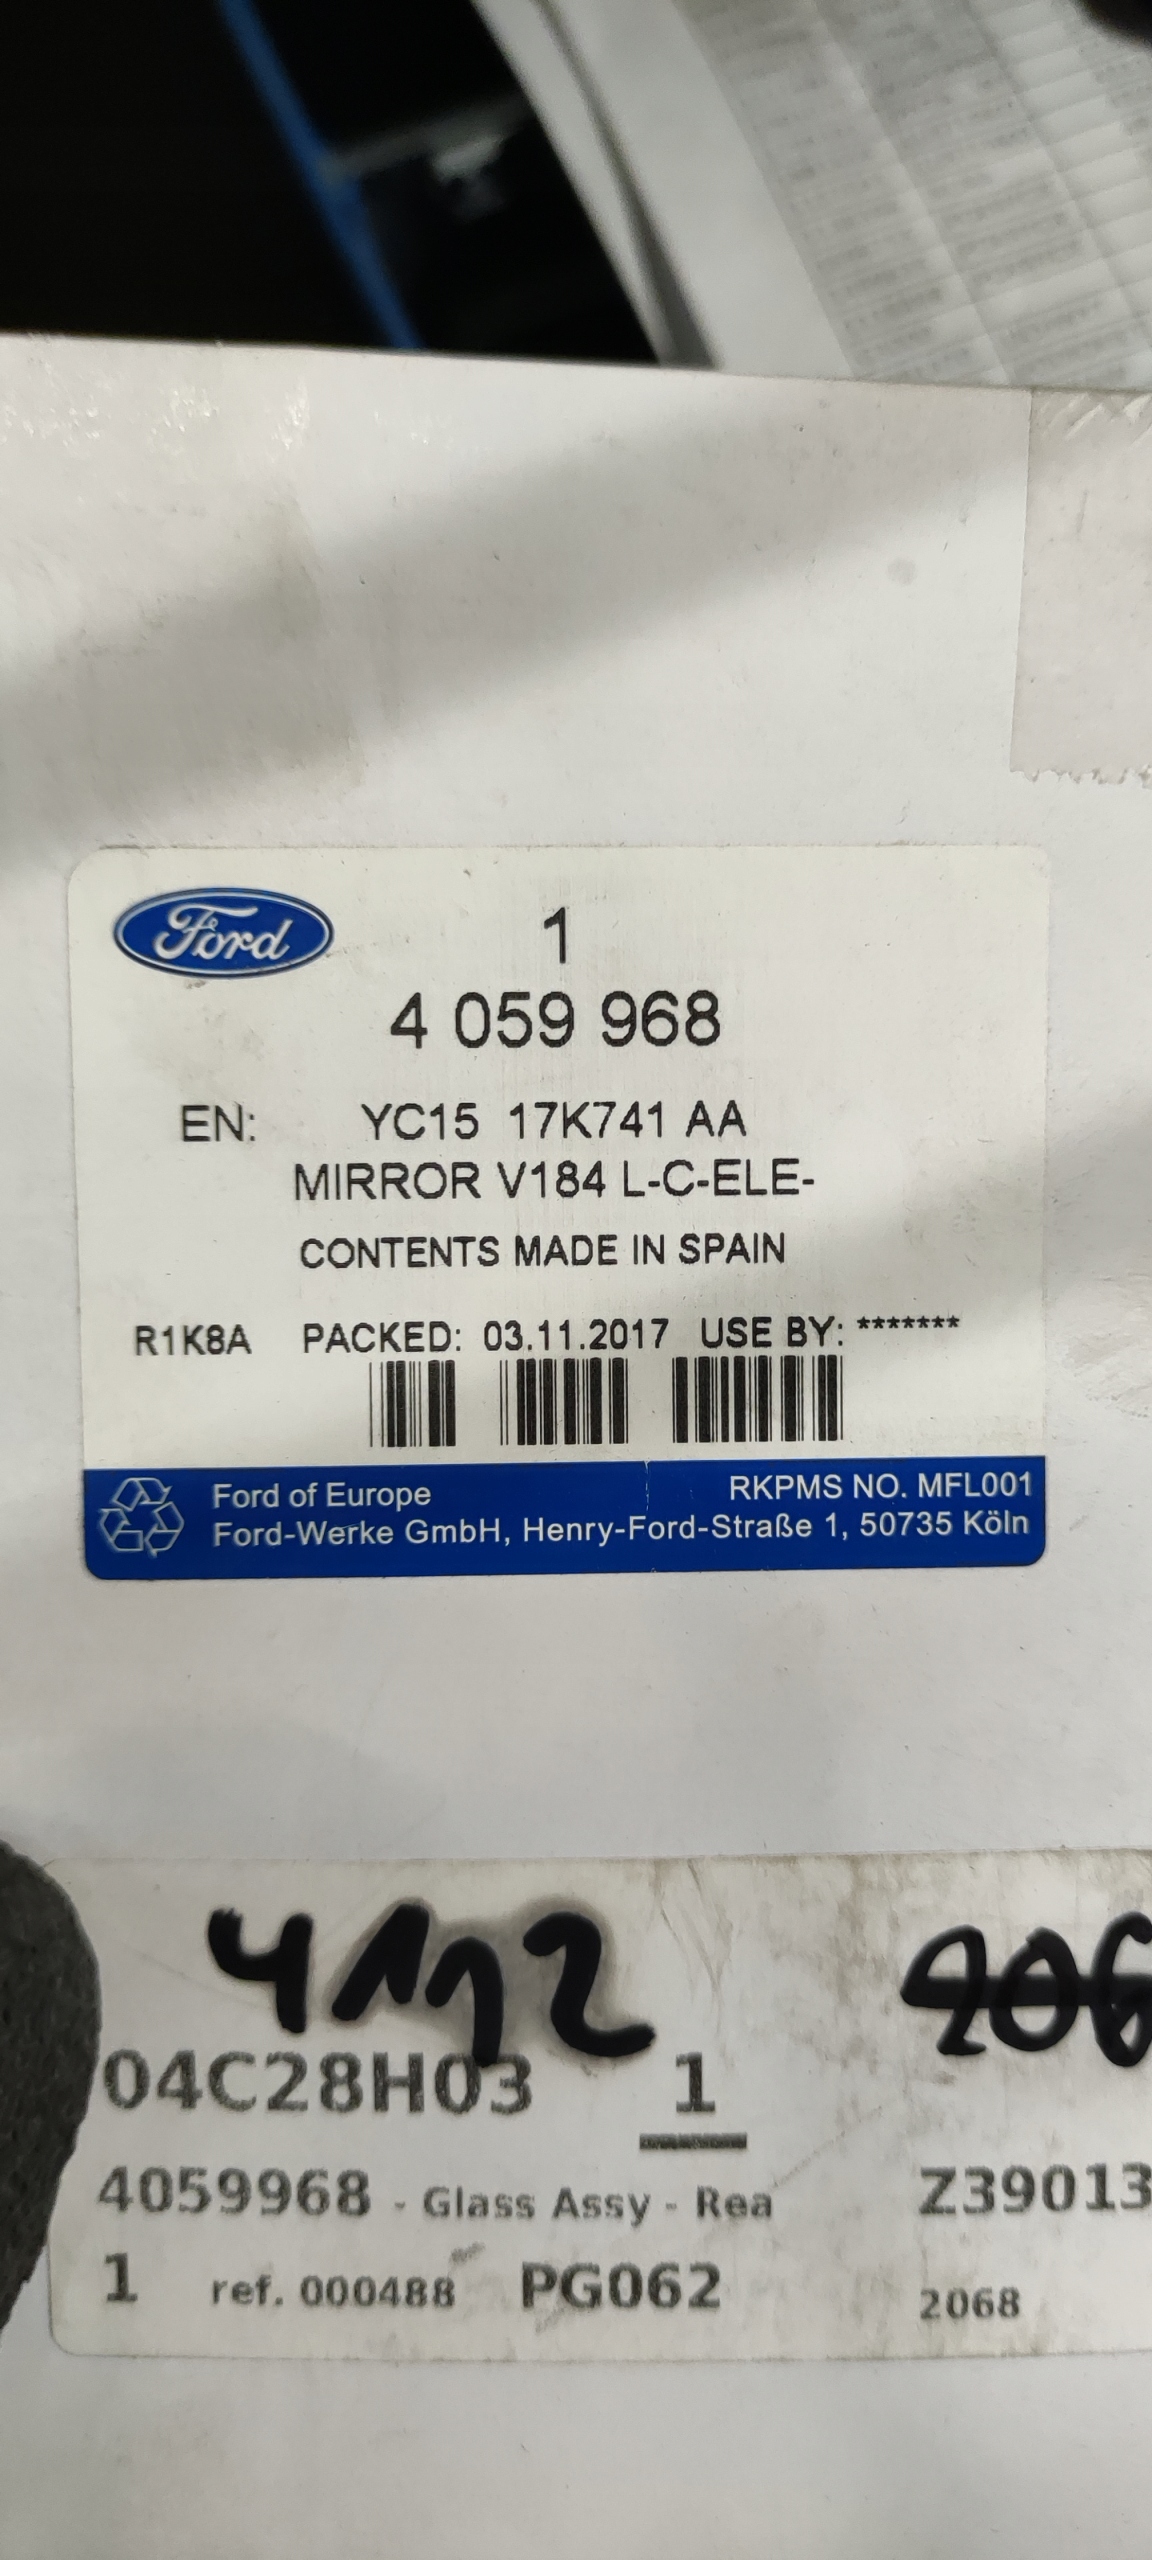 Ford
1
4 059 968
EN: YC15 17K741 AA
MIRROR V184 L-C-ELE-
CONTENTS MADE IN SPAIN
R1K8A PACKED: 03.11.2017 USE BY: *******
Ford of Europe RKPMS NO. MFL001
Ford-Werke GmbH, Henry-Ford-Straße 1, 50735 Köln
4112 206
04C28H03 1
4059968 - Glass Assy - Rea Z39013
1 ref. 000488 PG062 2068